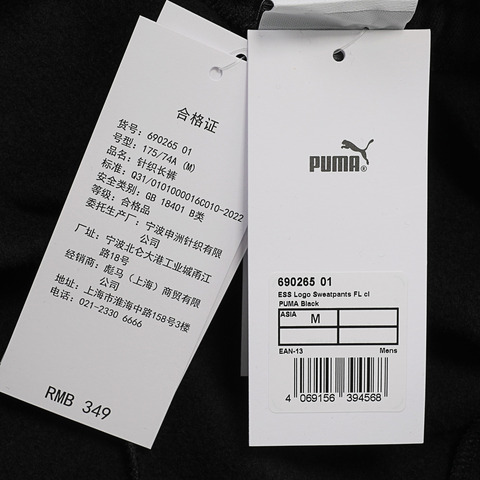 合格证
货号: 690265 01
号型: 175/74A (M)
品名: 针织长裤
标准: Q31/0101000016C010-2022
安全类别: GB 18401 B类
等级: 合格品
委托生产厂: 宁波申洲针织有限
公司
厂址: 宁波北仑大港工业城甬江
路18号
经销商: 彪马（上海）商贸有限
公司
地址: 上海市淮海中路158号3楼
电话: 021-2330 6666
RMB 349
PUMA®
690265 01
ESS Logo Sweatpants FL cl
PUMA Black
ASIA M
EAN-13 Mens
4 069156 394568